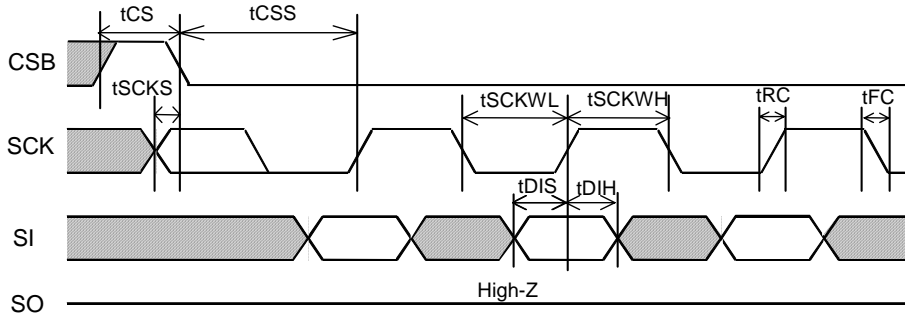 tCS tCSS
CSB
tSCKS tSCKWL tSCKWH tRC tFC
SCK
tDIS tDIH
SI
High-Z
SO